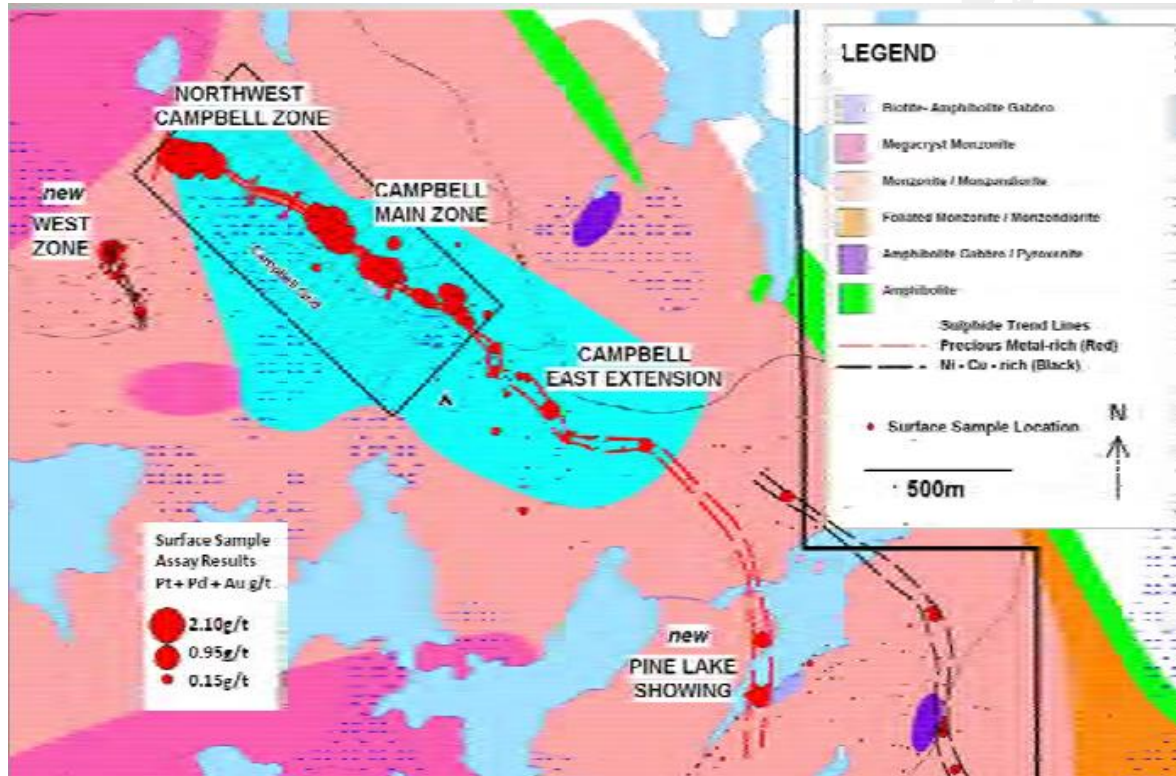 NORTHWEST
CAMPBELL ZONE
new
WEST
ZONE
CAMPBELL
MAIN ZONE
Campbell
CAMPBELL
EAST EXTENSION
A
new
PINE LAKE
SHOWING
Surface Sample
Assay Results
Pt + Pd + Au g/t
2.10g/t
0.95g/t
0.15g/t
LEGEND
Biotite- Amphibolite Gabbro
Megacryst Monzonite
Monzonite / Monzondiorite
Foliated Monzonite / Monzondiorite
Amphibolite Gabbro / Pyroxenite
Amphibolite
Sulphide Trend Lines
Precious Metal-rich (Red)
Ni - Cu - rich (Black)
Surface Sample Location
N
500m